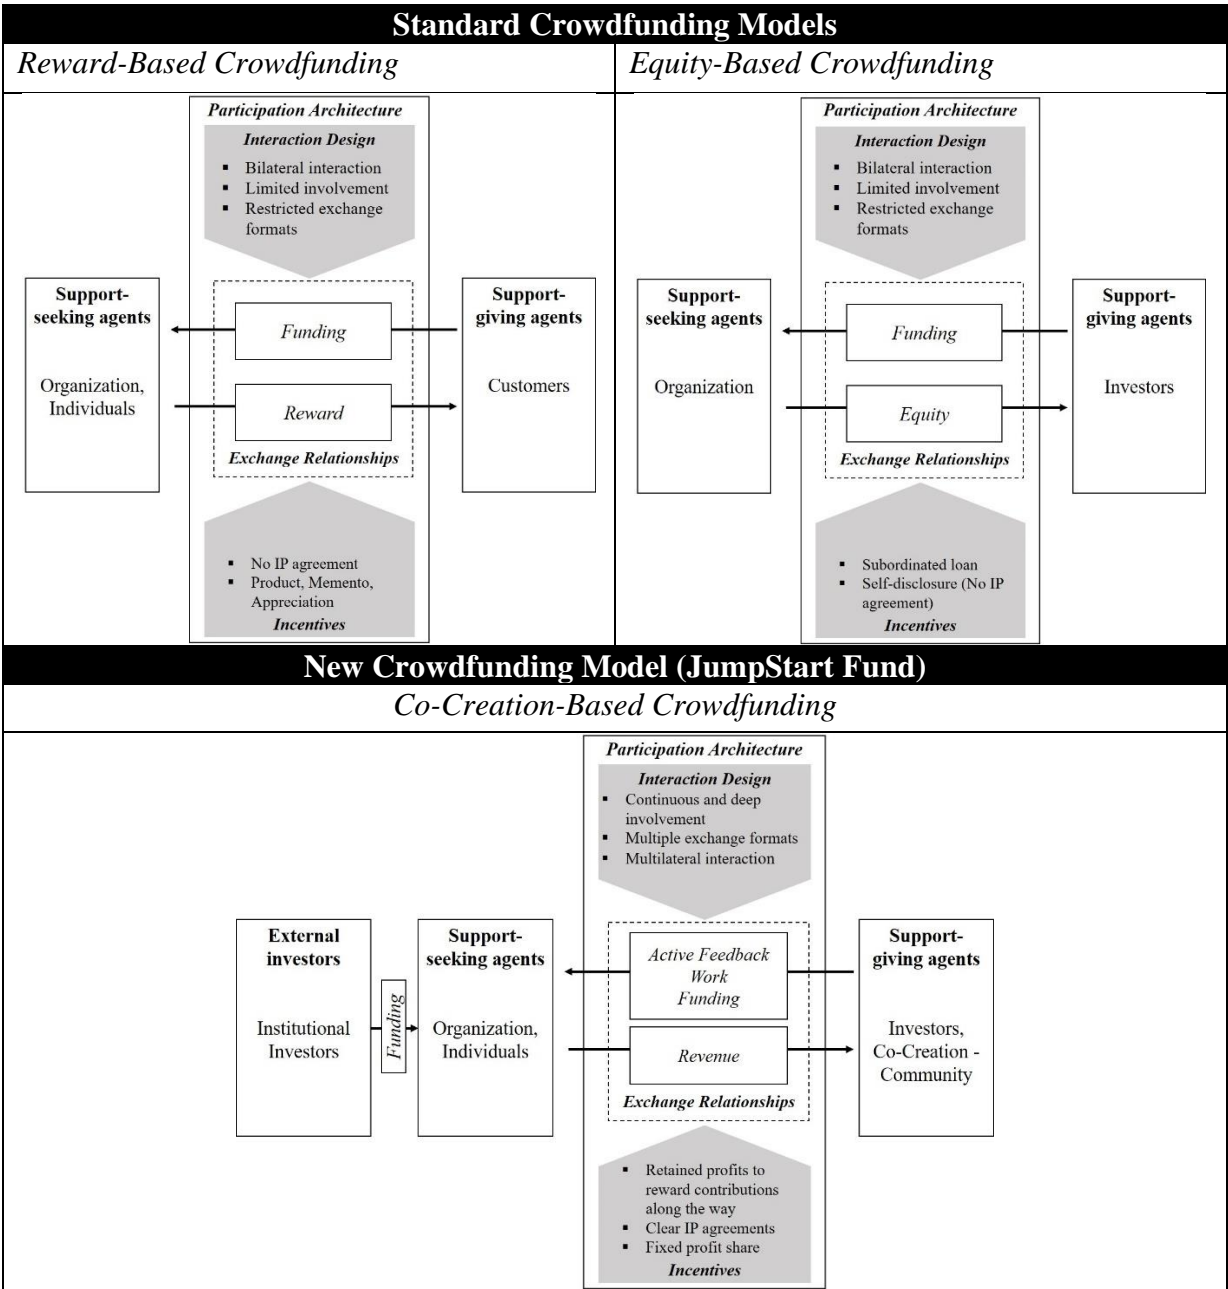 Standard Crowdfunding Models
Reward-Based Crowdfunding
Participation Architecture
Interaction Design
▪ Bilateral interaction
▪ Limited involvement
▪ Restricted exchange
formats
Support-
seeking agents
Organization,
Individuals
Funding
Reward
Exchange Relationships
Support-
giving agents
Customers
▪ No IP agreement
▪ Product, Memento,
Appreciation
Incentives
Equity-Based Crowdfunding
Participation Architecture
Interaction Design
▪ Bilateral interaction
▪ Limited involvement
▪ Restricted exchange
formats
Support-
seeking agents
Organization
Funding
Equity
Exchange Relationships
Support-
giving agents
Investors
▪ Subordinated loan
▪ Self-disclosure (No IP
agreement)
Incentives
New Crowdfunding Model (JumpStart Fund)
Co-Creation-Based Crowdfunding
Participation Architecture
Interaction Design
▪ Continuous and deep
involvement
▪ Multiple exchange formats
▪ Multilateral interaction
External
investors
Institutional
Investors
Funding
Support-
seeking agents
Organization,
Individuals
Active Feedback
Work
Funding
Revenue
Exchange Relationships
Support-
giving agents
Investors,
Co-Creation -
Community
▪ Retained profits to
reward contributions
along the way
▪ Clear IP agreements
▪ Fixed profit share
Incentives